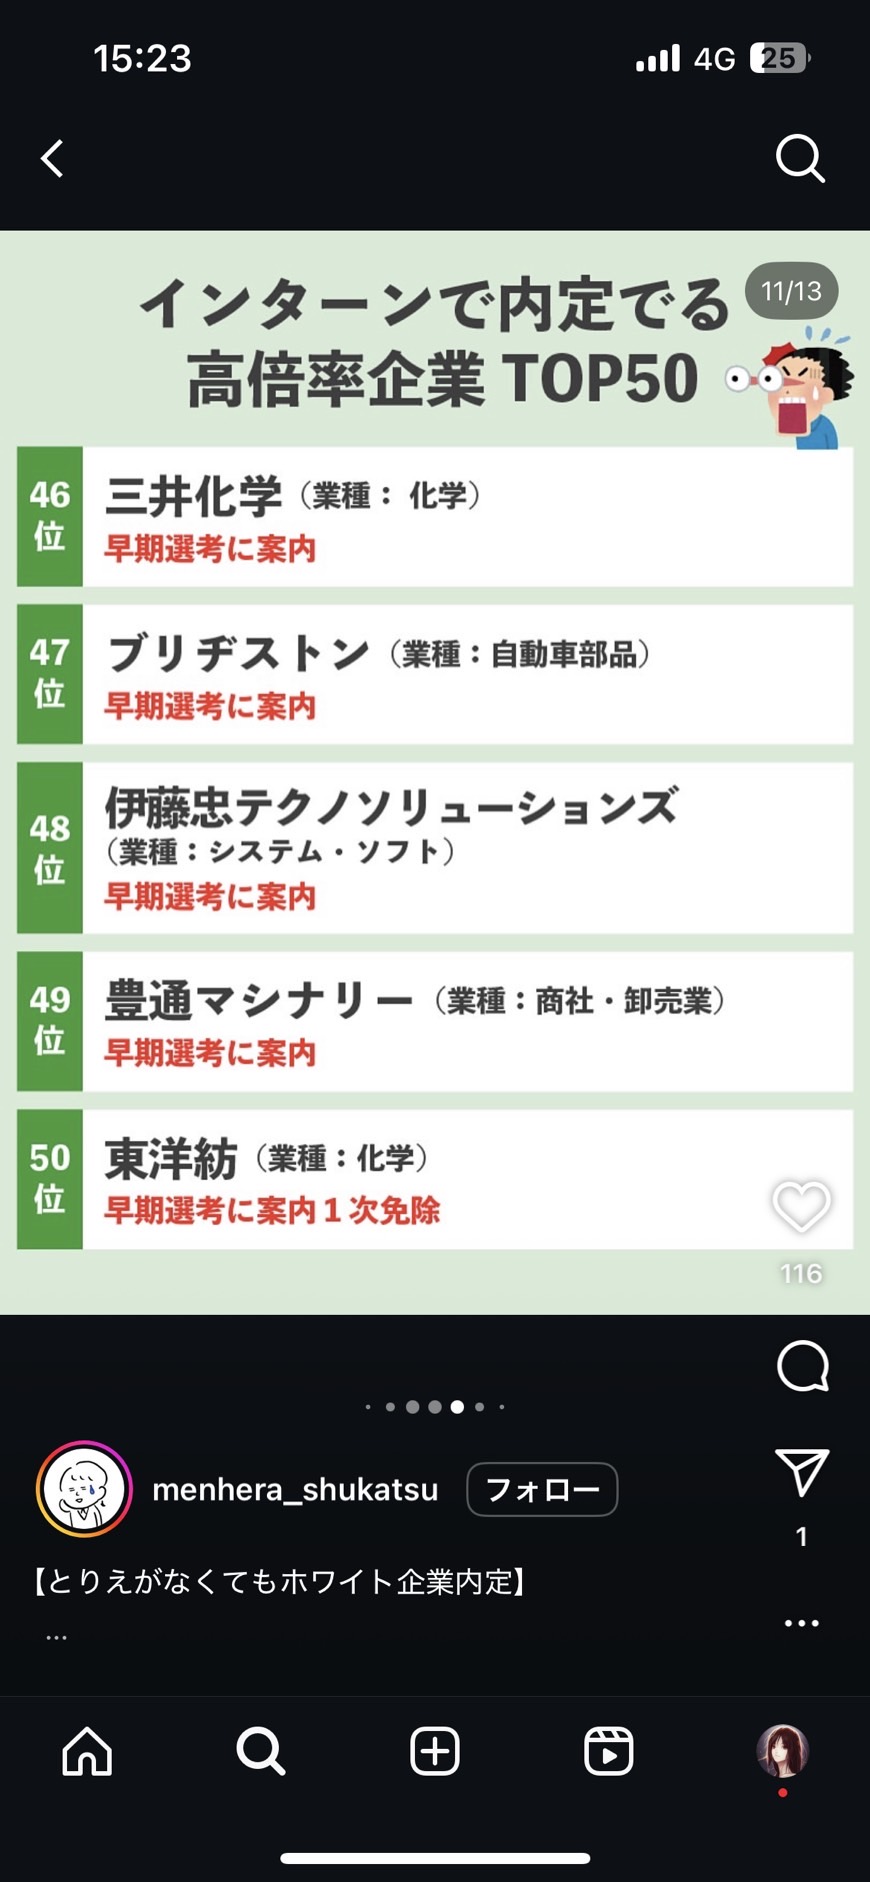 15:23
4G
25
インターンで内定でる
11/13
高倍率企業 TOP50
46位
三井化学（業種： 化学）
早期選考に案内
47位
ブリヂストン（業種：自動車部品）
早期選考に案内
48位
伊藤忠テクノソリューションズ
（業種：システム・ソフト）
早期選考に案内
49位
豊通マシナリー（業種：商社・卸売業）
早期選考に案内
50位
東洋紡（業種：化学）
早期選考に案内１次免除
116
menhera_shukatsu
フォロー
1
【とりえがなくてもホワイト企業内定】
...